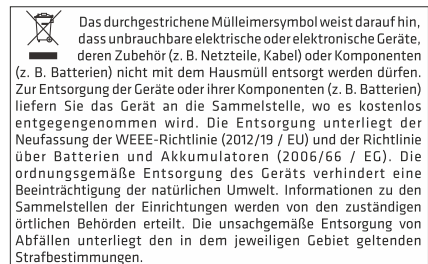 Das durchgestrichene Mülleimersymbol weist darauf hin,
dass unbrauchbare elektrische oder elektronische Geräte,
deren Zubehör (z. B. Netzteile, Kabel) oder Komponenten
(z. B. Batterien) nicht mit dem Hausmüll entsorgt werden dürfen.
Zur Entsorgung der Geräte oder ihrer Komponenten (z. B. Batterien)
liefern Sie das Gerät an die Sammelstelle, wo es kostenlos
entgegengenommen wird. Die Entsorgung unterliegt der
Neufassung der WEEE-Richtlinie (2012/19 / EU) und der Richtlinie
über Batterien und Akkumulatoren (2006/66 / EG). Die
ordnungsgemäße Entsorgung des Geräts verhindert eine
Beeinträchtigung der natürlichen Umwelt. Informationen zu den
Sammelstellen der Einrichtungen werden von den zuständigen
örtlichen Behörden erteilt. Die unsachgemäße Entsorgung von
Abfällen unterliegt den in dem jeweiligen Gebiet geltenden
Strafbestimmungen.